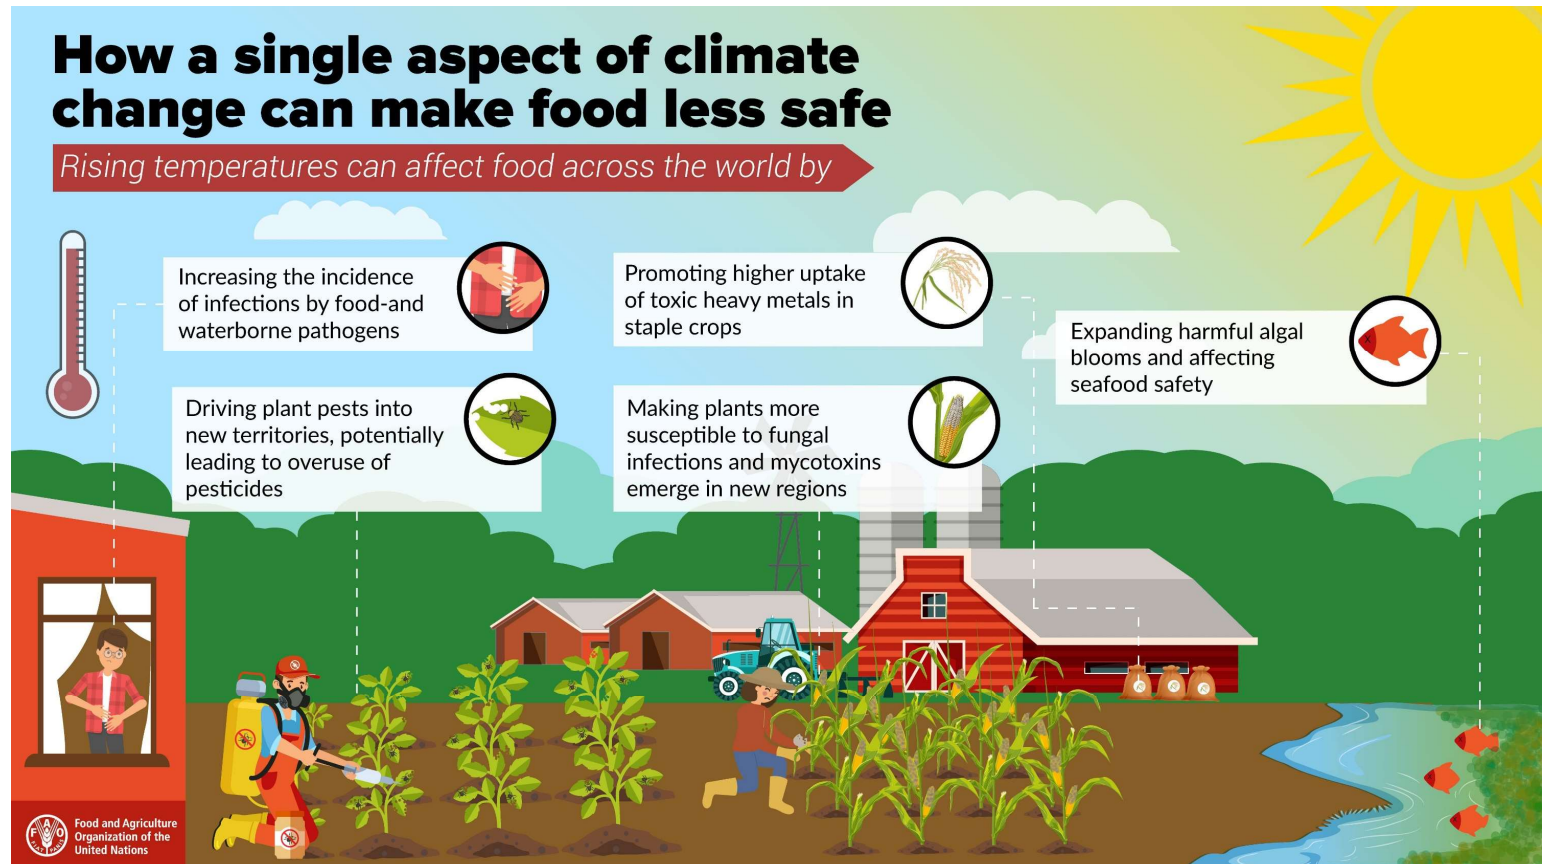 How a single aspect of climate
change can make food less safe
Rising temperatures can affect food across the world by
Increasing the incidence
of infections by food-and
waterborne pathogens
Promoting higher uptake
of toxic heavy metals in
staple crops
Expanding harmful algal
blooms and affecting
seafood safety
Driving plant pests into
new territories, potentially
leading to overuse of
pesticides
Making plants more
susceptible to fungal
infections and mycotoxins
emerge in new regions
F A O
FIAT PANIS
Food and Agriculture
Organization of the
United Nations